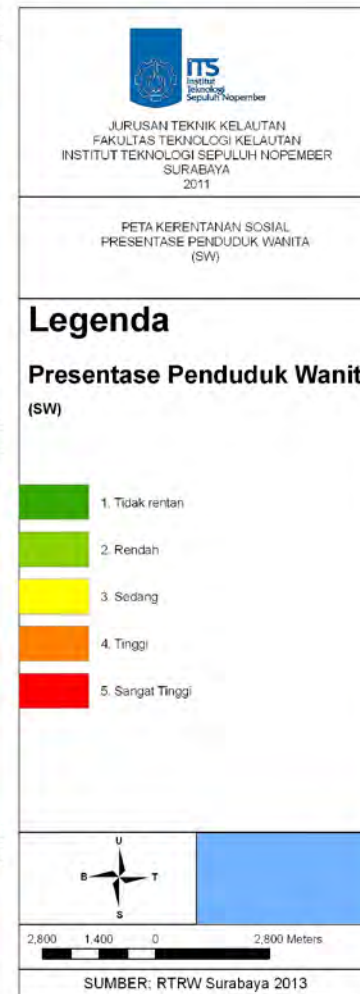 ITS
Institut
Teknologi
Sepuluh Nopember
JURUSAN TEKNIK KELAUTAN
FAKULTAS TEKNOLOGI KELAUTAN
INSTITUT TEKNOLOGI SEPULUH NOPEMBER
SURABAYA
2011
PETA KERENTANAN SOSIAL
PRESENTASE PENDUDUK WANITA
(SW)
Legenda
Presentase Penduduk Wanit
(SW)
1. Tidak rentan
2. Rendah
3. Sedang
4. Tinggi
5. Sangat Tinggi
U
B T
S
2,800 1,400 0 2,800 Meters
SUMBER: RTRW Surabaya 2013